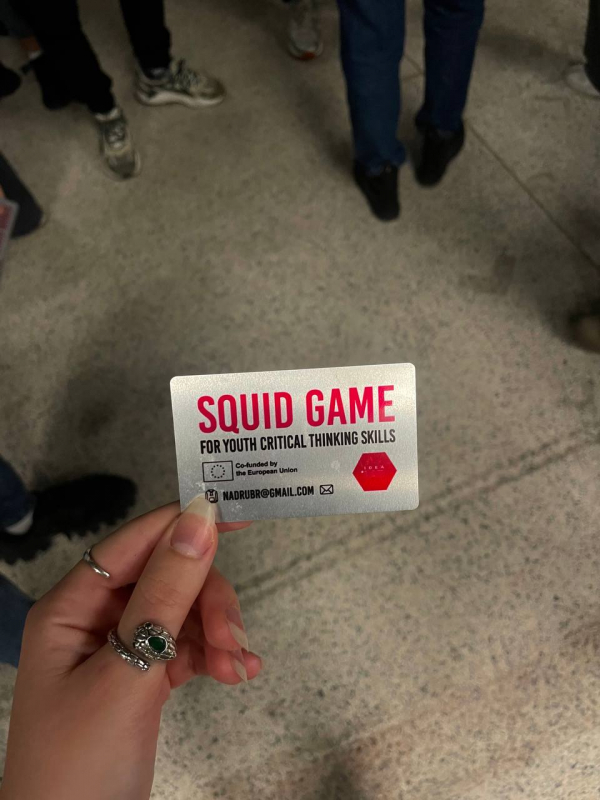 SQUID GAME
FOR YOUTH CRITICAL THINKING SKILLS
Co-funded by
the European Union
NADRUBR@GMAIL.COM